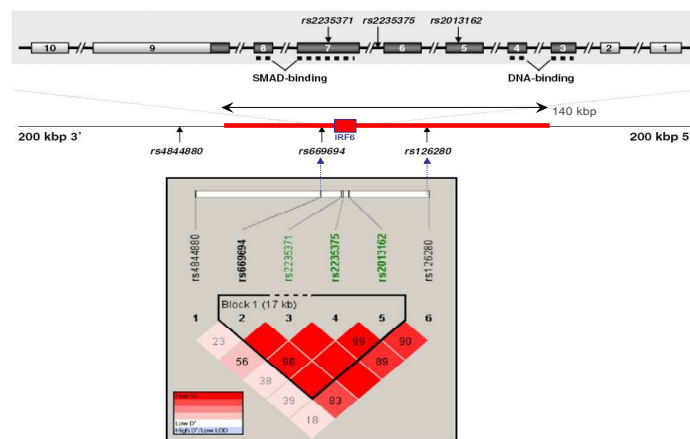 rs2235371 rs2235375 rs2013162
10 9 8 7 6 5 4 3 2 1
SMAD-binding DNA-binding
140 kbp
IRF6
200 kbp 3' 200 kbp 5'
rs4844880 rs669694 rs126280
rs4844880 rs669694 rs2235371 rs2235375 rs2013162 rs126280
Block 1 (17 kb)
1 2 3 4 5 6
23 99 90
56 98 89
38
39 83
18
High D'
Low D'
High D'/Low LOD